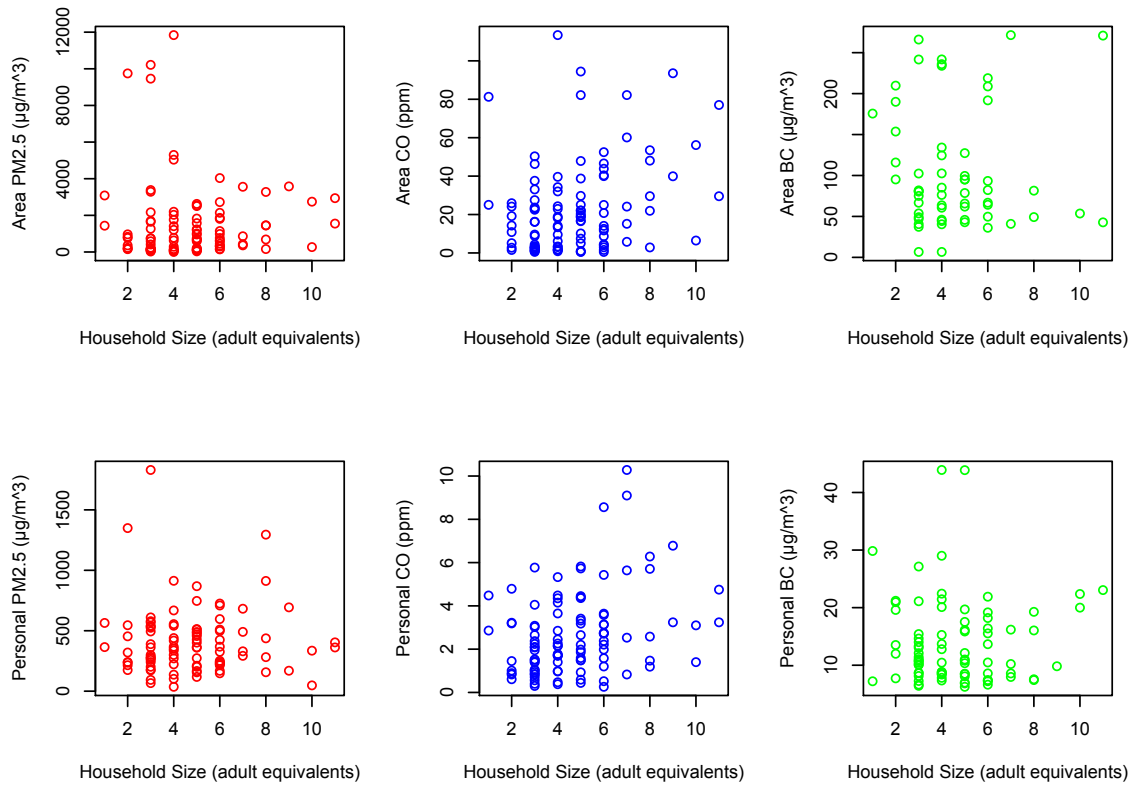 Area PM2.5 (µg/m^3)
0 4000 8000 12000
2 4 6 8 10
Household Size (adult equivalents)
Area CO (ppm)
0 20 40 60 80
2 4 6 8 10
Household Size (adult equivalents)
Area BC (µg/m^3)
0 50 100 200
2 4 6 8 10
Household Size (adult equivalents)
Personal PM2.5 (µg/m^3)
0 500 1000 1500
2 4 6 8 10
Household Size (adult equivalents)
Personal CO (ppm)
0 2 4 6 8 10
2 4 6 8 10
Household Size (adult equivalents)
Personal BC (µg/m^3)
10 20 30 40
2 4 6 8 10
Household Size (adult equivalents)